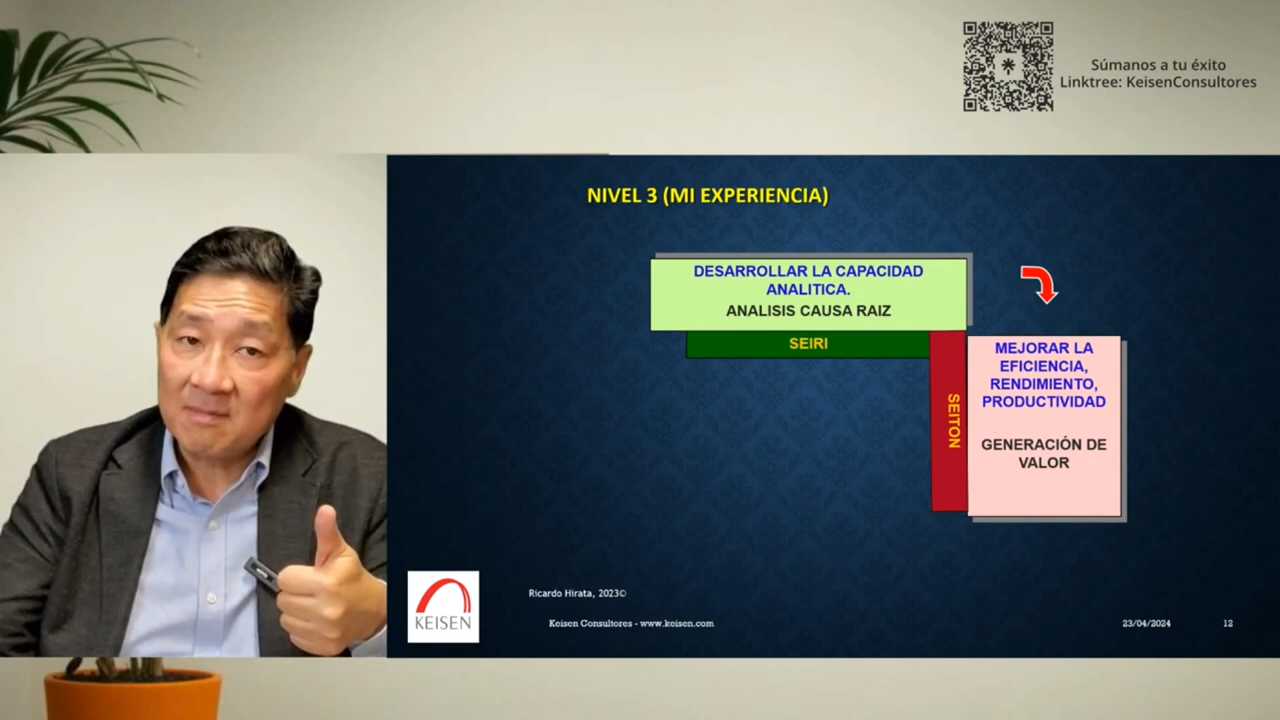 Súmanos a tu éxito
Linktree: KeisenConsultores
NIVEL 3 (MI EXPERIENCIA)
DESARROLLAR LA CAPACIDAD
ANALITICA.
ANALISIS CAUSA RAIZ
SEIRI
SEITON
MEJORAR LA
EFICIENCIA,
RENDIMIENTO,
PRODUCTIVIDAD
GENERACIÓN DE
VALOR
KEISEN
Ricardo Hirata, 2023©
Keisen Consultores - www.keisen.com
23/04/2024
12